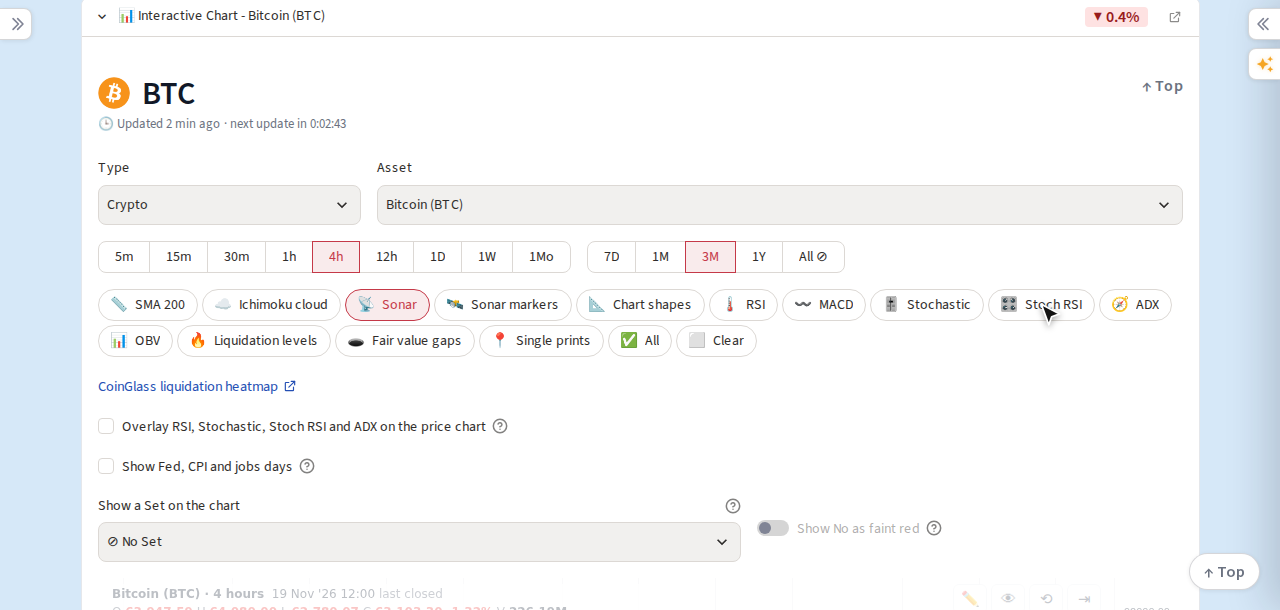 Interactive Chart - Bitcoin (BTC)
▼ 0.4%
BTC
↑ Top
Updated 2 min ago · next update in 0:02:43
Type
Asset
Crypto
Bitcoin (BTC)
5m 15m 30m 1h 4h 12h 1D 1W 1Mo 7D 1M 3M 1Y All ⊘
SMA 200 Ichimoku cloud Sonar Sonar markers Chart shapes RSI MACD Stochastic Stoch RSI ADX
OBV Liquidation levels Fair value gaps Single prints All Clear
CoinGlass liquidation heatmap
Overlay RSI, Stochastic, Stoch RSI and ADX on the price chart
Show Fed, CPI and jobs days
Show a Set on the chart
Show No as faint red
⊘ No Set
↑ Top
Bitcoin (BTC) · 4 hours 19 Nov '26 12:00 last closed